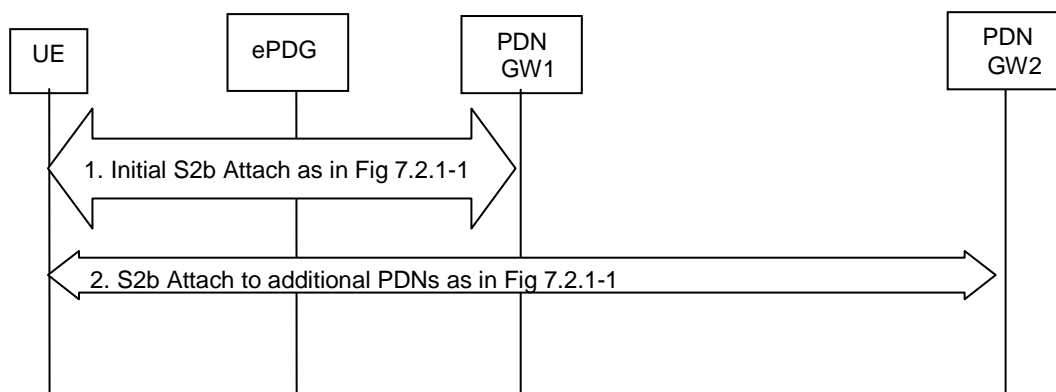 UE
ePDG
PDN
GW1
PDN
GW2
1. Initial S2b Attach as in Fig 7.2.1-1
2. S2b Attach to additional PDNs as in Fig 7.2.1-1